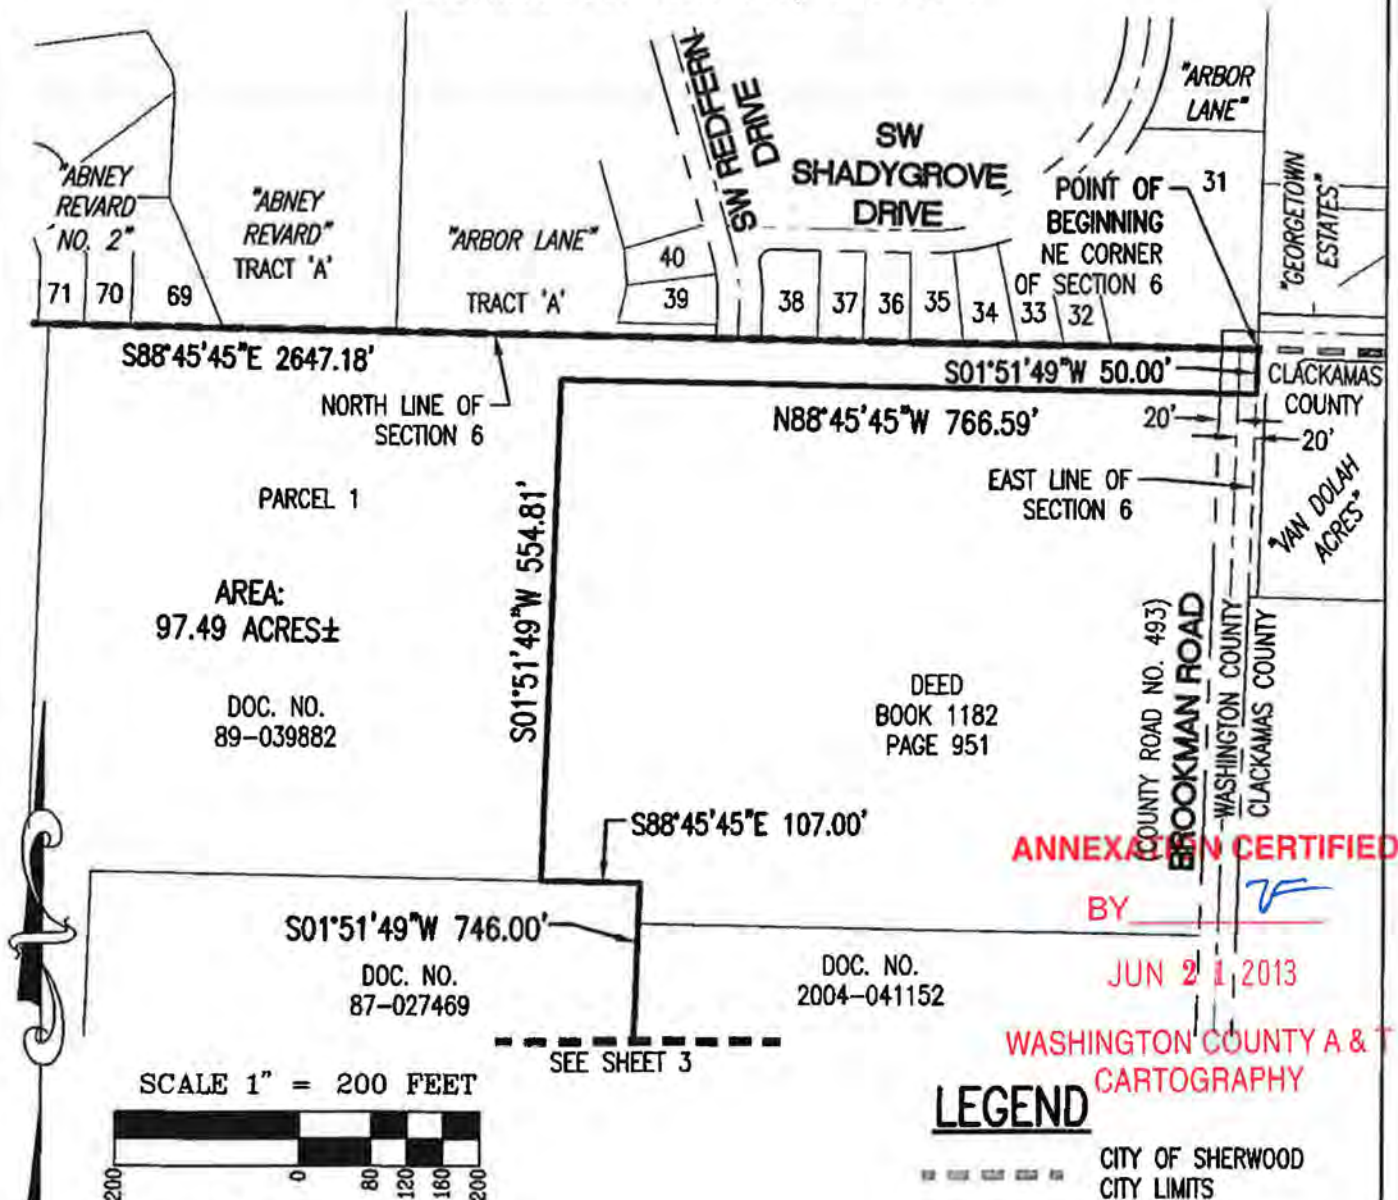 "ABNEY
REVARD
NO. 2"
"ABNEY
REVARD"
TRACT 'A'
"ARBOR LANE"
TRACT 'A'
SW REDFERN
DRIVE
SW
SHADYGROVE
DRIVE
"ARBOR
LANE"
POINT OF
BEGINNING
NE CORNER
OF SECTION 6
31
"GEORGETOWN
ESTATES"
71
70
69
40
39
38
37
36
35
34
33
32
S88°45'45"E 2647.18'
S01°51'49"W 50.00'
CLACKAMAS
COUNTY
NORTH LINE OF
SECTION 6
N88°45'45"W 766.59'
20'
20'
EAST LINE OF
SECTION 6
"VAN DOLAH
ACRES"
PARCEL 1
S01°51'49"W 554.81'
AREA:
97.49 ACRES±
DOC. NO.
89-039882
DEED
BOOK 1182
PAGE 951
(COUNTY ROAD NO. 493)
BROOKMAN ROAD
WASHINGTON COUNTY
CLACKAMAS COUNTY
S88°45'45"E 107.00'
ANNEXATION CERTIFIED
BY
JUN 21 2013
WASHINGTON COUNTY A & T
CARTOGRAPHY
S01°51'49"W 746.00'
DOC. NO.
87-027469
DOC. NO.
2004-041152
SEE SHEET 3
SCALE 1" = 200 FEET
200 0 80 120 160 200
LEGEND
CITY OF SHERWOOD
CITY LIMITS